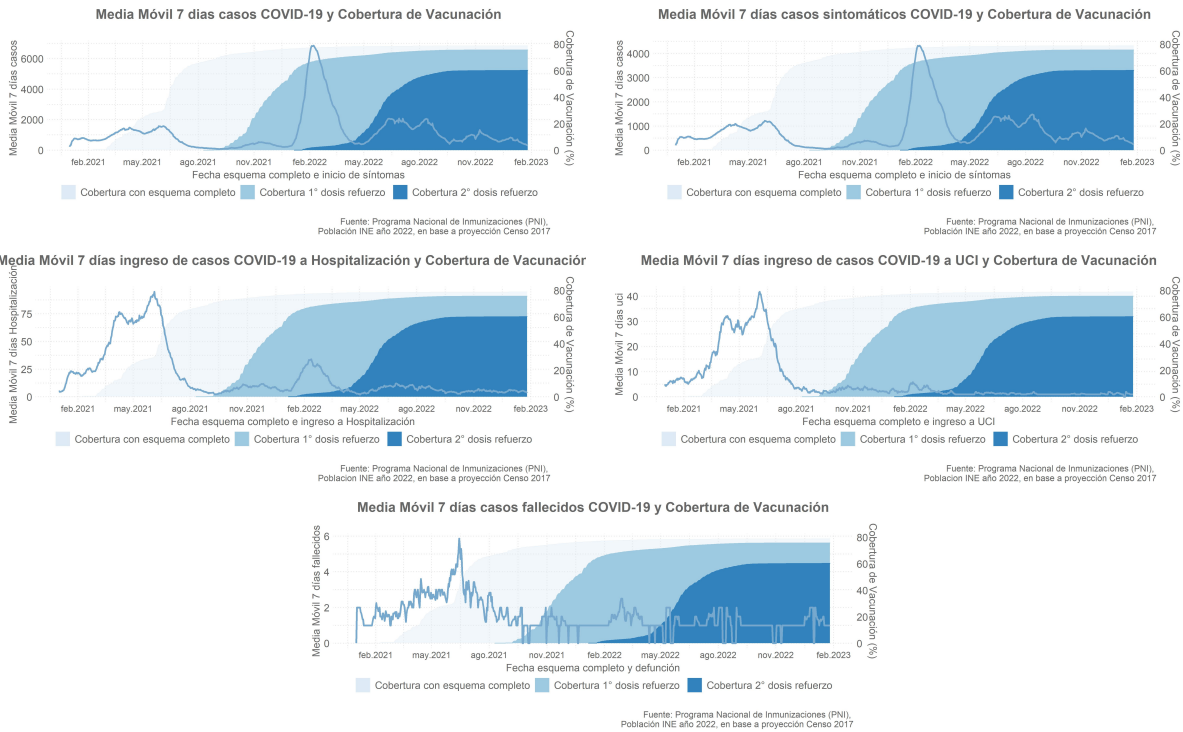 Media Móvil 7 dias casos COVID-19 y Cobertura de Vacunación
Media Móvil 7 días casos
6000
4000
2000
0
80
60
40
20
0
Cobertura de Vacunación (%)
feb.2021 may.2021 ago.2021 nov.2021 feb.2022 may.2022 ago.2022 nov.2022 feb.2023
Fecha esquema completo e inicio de síntomas
Cobertura con esquema completo Cobertura 1° dosis refuerzo Cobertura 2° dosis refuerzo
Fuente: Programa Nacional de Inmunizaciones (PNI),
Población INE año 2022, en base a proyección Censo 2017
Media Móvil 7 días casos sintomáticos COVID-19 y Cobertura de Vacunación
Media Móvil 7 días casos
4000
3000
2000
1000
0
80
60
40
20
0
Cobertura de Vacunación (%)
feb.2021 may.2021 ago.2021 nov.2021 feb.2022 may.2022 ago.2022 nov.2022 feb.2023
Fecha esquema completo e inicio de síntomas
Cobertura con esquema completo Cobertura 1° dosis refuerzo Cobertura 2° dosis refuerzo
Fuente: Programa Nacional de Inmunizaciones (PNI),
Población INE año 2022, en base a proyección Censo 2017
Media Móvil 7 días ingreso de casos COVID-19 a Hospitalización y Cobertura de Vacunación
Media Móvil 7 días Hospitalización
75
50
25
0
80
60
40
20
0
Cobertura de Vacunación (%)
feb.2021 may.2021 ago.2021 nov.2021 feb.2022 may.2022 ago.2022 nov.2022 feb.2023
Fecha esquema completo e ingreso a Hospitalización
Cobertura con esquema completo Cobertura 1° dosis refuerzo Cobertura 2° dosis refuerzo
Fuente: Programa Nacional de Inmunizaciones (PNI),
Poblacion INE año 2022, en base a proyección Censo 2017
Media Móvil 7 días ingreso de casos COVID-19 a UCI y Cobertura de Vacunación
Media Móvil 7 días uci
40
30
20
10
0
80
60
40
20
0
Cobertura de Vacunación (%)
feb.2021 may.2021 ago.2021 nov.2021 feb.2022 may.2022 ago.2022 nov.2022 feb.2023
Fecha esquema completo e ingreso a UCI
Cobertura con esquema completo Cobertura 1° dosis refuerzo Cobertura 2° dosis refuerzo
Fuente: Programa Nacional de Inmunizaciones (PNI),
Poblacion INE año 2022, en base a proyección Censo 2017
Media Móvil 7 días casos fallecidos COVID-19 y Cobertura de Vacunación
Media Móvil 7 días fallecidos
6
4
2
0
80
60
40
20
0
Cobertura de Vacunación (%)
feb.2021 may.2021 ago.2021 nov.2021 feb.2022 may.2022 ago.2022 nov.2022 feb.2023
Fecha esquema completo y defunción
Cobertura con esquema completo Cobertura 1° dosis refuerzo Cobertura 2° dosis refuerzo
Fuente: Programa Nacional de Inmunizaciones (PNI),
Población INE año 2022, en base a proyección Censo 2017